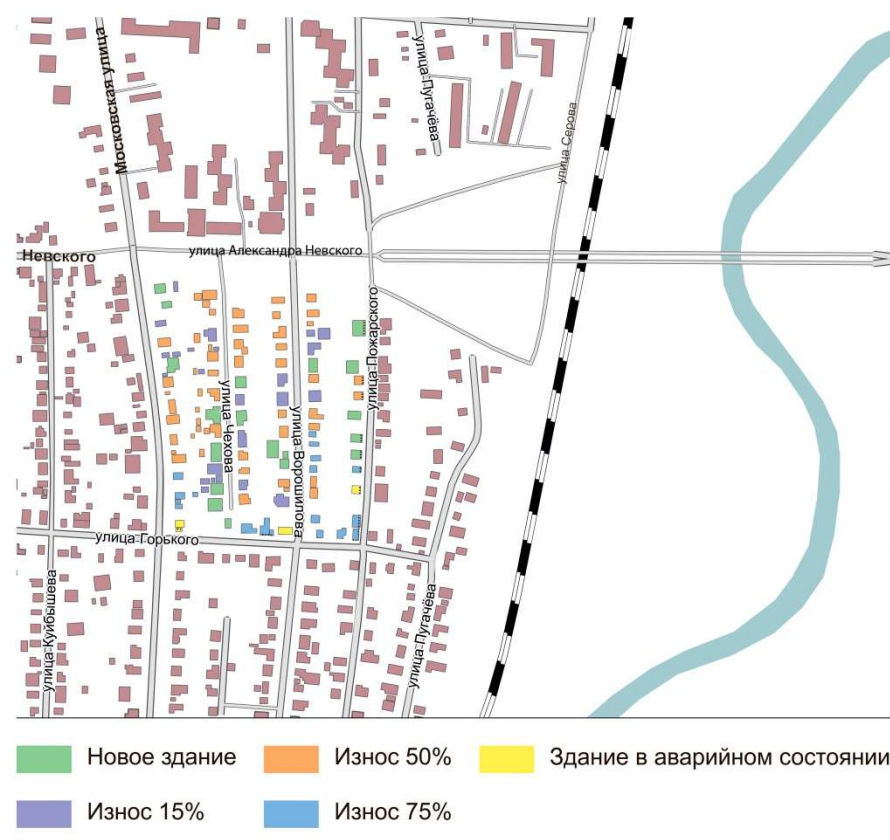 Московская улица
улица Пугачёва
улица Серова
Невского
улица Александра Невского
улица Пожарского
улица Чехова
улица Ворошилова
улица Горького
улица Куйбышева
улица Пугачёва
Новое здание
Износ 50%
Здание в аварийном состоянии
Износ 15%
Износ 75%